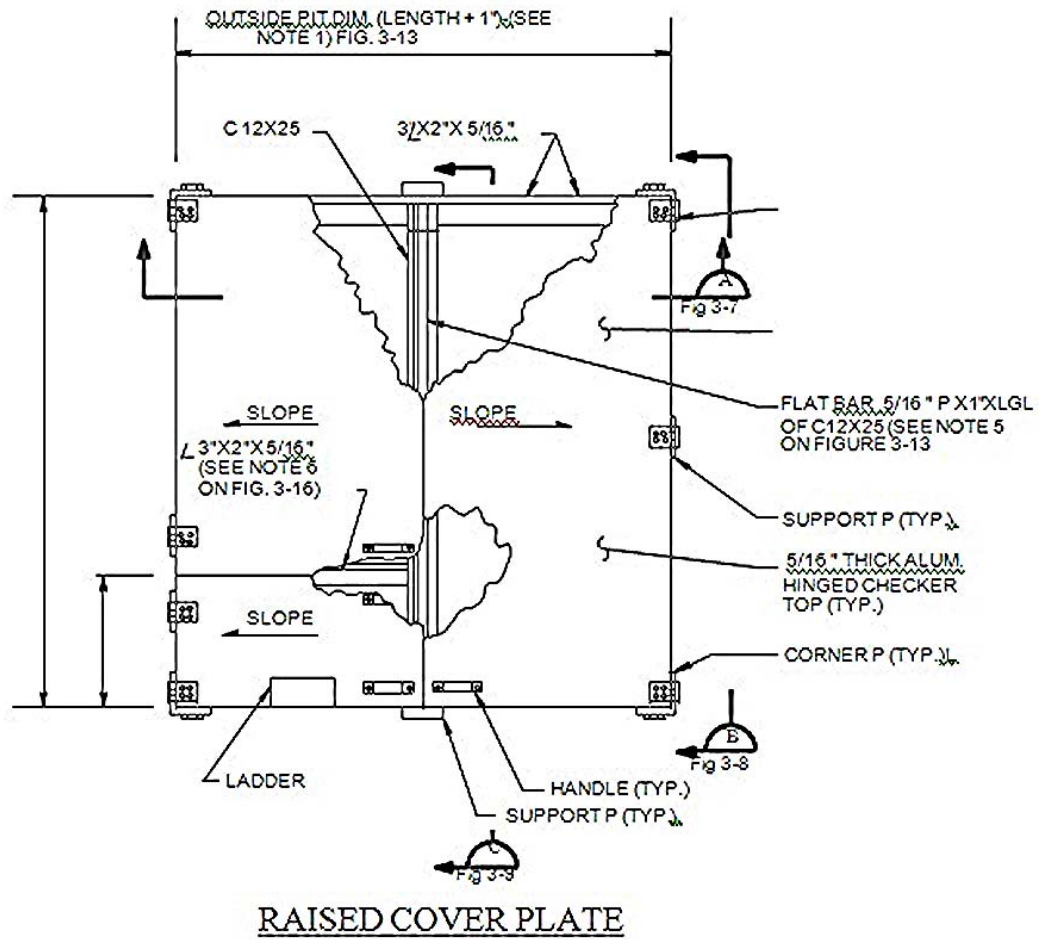 OUTSIDE PIT DIM. (LENGTH + 1") (SEE
NOTE 1) FIG. 3-13
C 12X25
3"X2"X 5/16 "
A
Fig 3-7
SLOPE
SLOPE
FLAT BAR 5/16 " P X1"XLGL
OF C12X25 (SEE NOTE 5
ON FIGURE 3-13
L 3"X2"X5/16"
(SEE NOTE 6
ON FIG. 3-16)
SUPPORT P (TYP.)
5/16 " THICK ALUM.
HINGED CHECKER
TOP (TYP.)
SLOPE
CORNER P (TYP.)L
B
Fig 3-8
LADDER
HANDLE (TYP.)
SUPPORT P (TYP.)
C
Fig 3-9
RAISED COVER PLATE